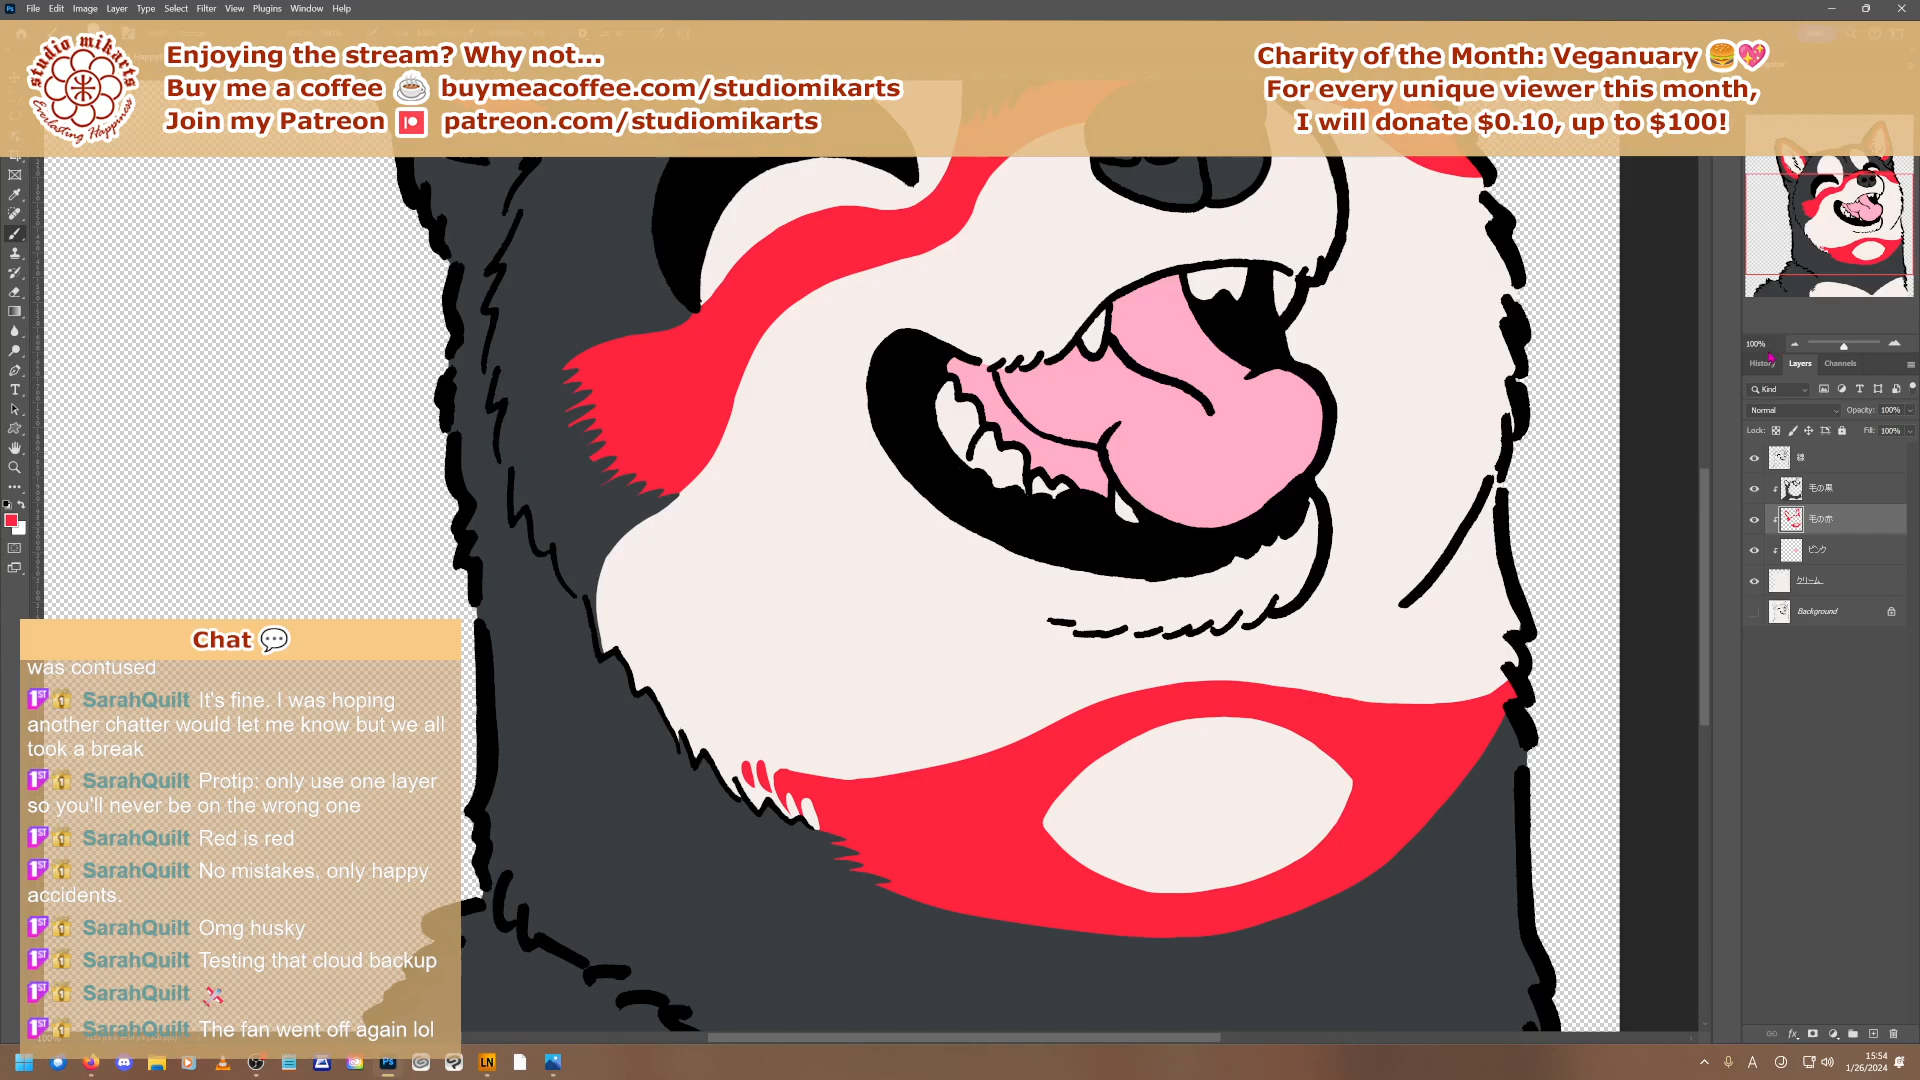 File Edit Image Layer Type Select Filter View Plugins Window Help
studio mikarts
Everlasting Happiness
Enjoying the stream? Why not...
Buy me a coffee ☕ buymeacoffee.com/studiomikarts
Join my Patreon patreon.com/studiomikarts
Charity of the Month: Veganuary 🍔💖
For every unique viewer this month,
I will donate $0.10, up to $100!
100%
History Layers Channels
Kind
Normal Opacity: 100%
Lock: Fill: 100%
線
毛の黒
毛の赤
ピンク
クリーム
Background
Chat 💬
was confused
SarahQuilt It's fine. I was hoping
another chatter would let me know but we all
took a break
SarahQuilt Protip: only use one layer
so you'll never be on the wrong one
SarahQuilt Red is red
SarahQuilt No mistakes, only happy
accidents.
SarahQuilt Omg husky
SarahQuilt Testing that cloud backup
SarahQuilt
SarahQuilt The fan went off again lol
15:54
1/26/2024